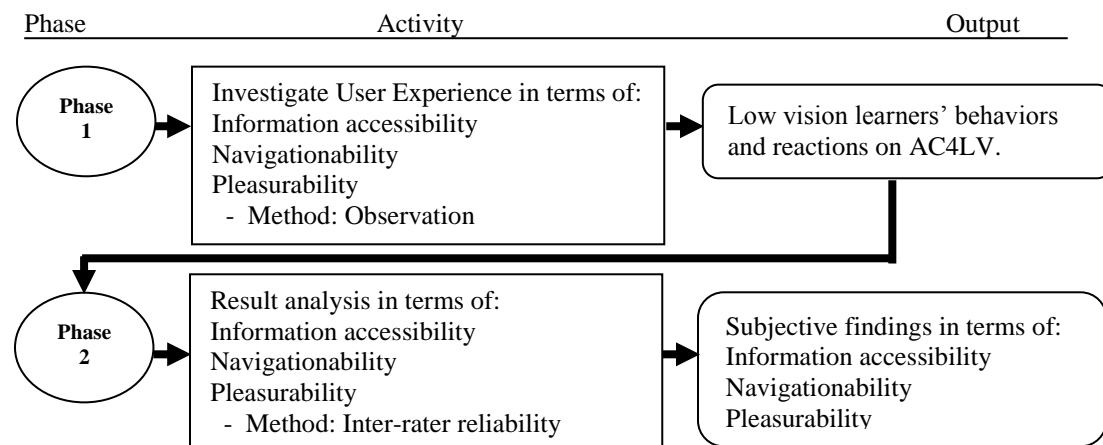 Phase Activity Output
Phase
1
Investigate User Experience in terms of:
Information accessibility
Navigationability
Pleasurability
- Method: Observation
Low vision learners’ behaviors
and reactions on AC4LV.
Phase
2
Result analysis in terms of:
Information accessibility
Navigationability
Pleasurability
- Method: Inter-rater reliability
Subjective findings in terms of:
Information accessibility
Navigationability
Pleasurability